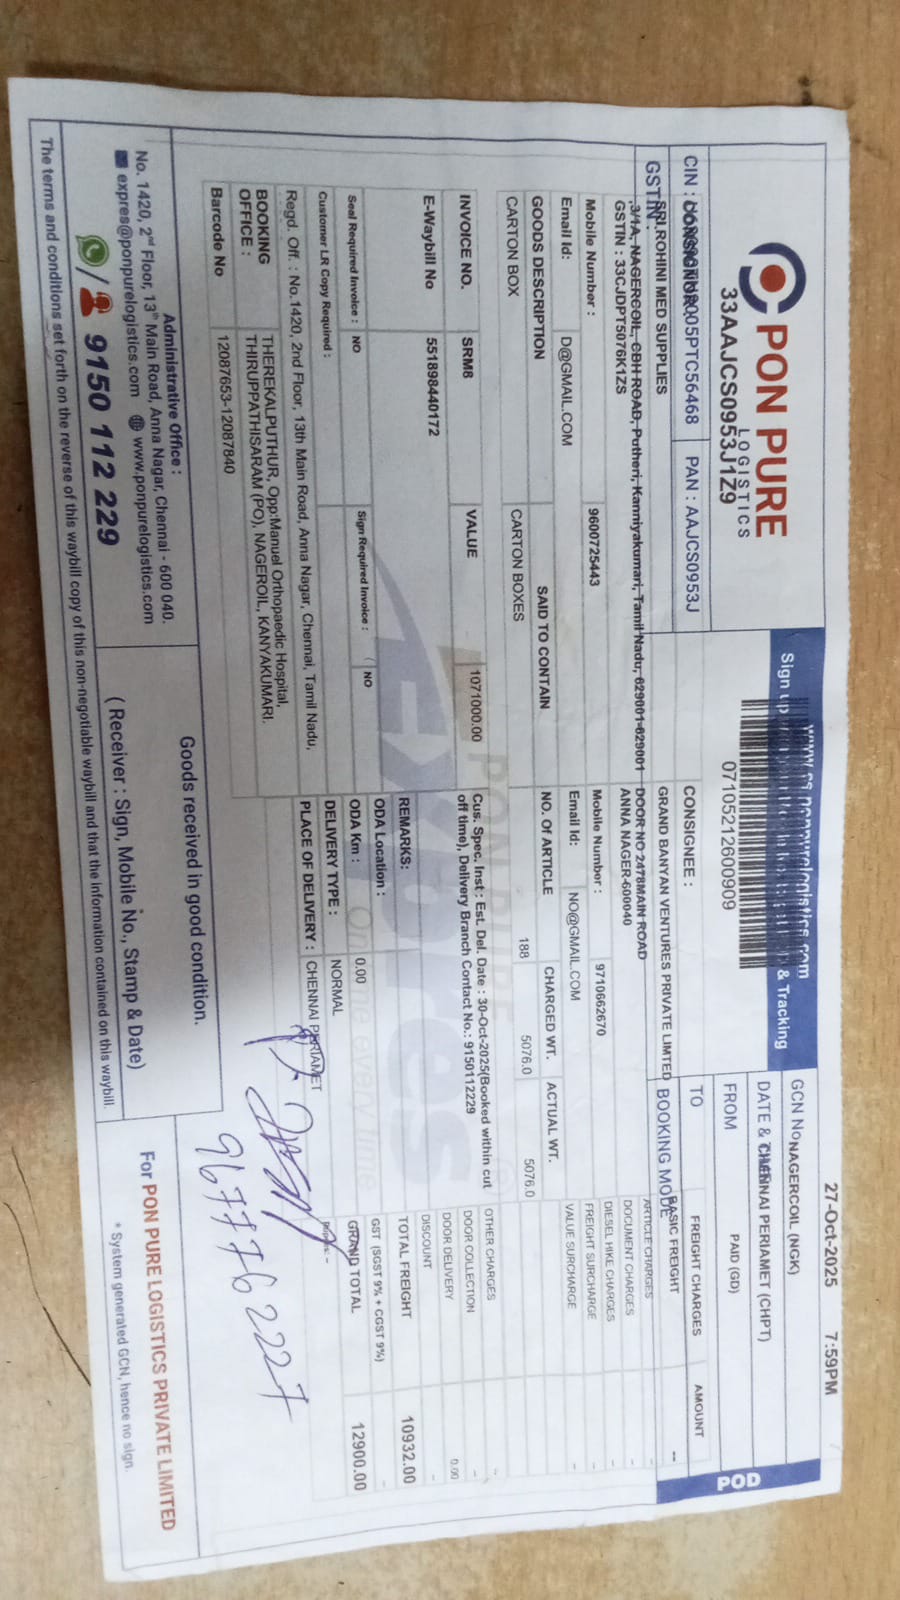 PON PURE
LOGISTICS
33AAJCS0953J1Z9
CIN : PAN : AAJCS0953J
GSTIN
SRI ROHINI MED SUPPLIES
3/1A, NAGERCOIL, CBH ROAD, Putheri, Kanniyakumari, Tamil Nadu, 629001-629001
GSTIN : 33CJDPT5076K1ZS
Mobile Number : 9600725443
Email Id: D@GMAIL.COM
Sign up & Tracking
07105212600909
CONSIGNEE :
GRAND BANYAN VENTURES PRIVATE LIMTED
DOOR NO 2478MAIN ROAD
ANNA NAGER-600040
Mobile Number : 9710662670
Email Id: NO@GMAIL.COM
27-Oct-2025 7:59PM
GCN No NAGERCOIL (NGK)
DATE & TIME CHENNAI PERIAMET (CHPT)
FROM PAID (GD)
TO
BOOKING MODE
POD
GOODS DESCRIPTION SAID TO CONTAIN NO. Of ARTICLE CHARGED WT. ACTUAL WT.
CARTON BOX CARTON BOXES 188 5076.0 5076.0
FREIGHT CHARGES AMOUNT
BASIC FREIGHT --
ARTICLE CHARGES -
DOCUMENT CHARGES -
DIESEL HIKE CHARGES -
FREIGHT SURCHARGE -
VALUE SURCHARGE -
OTHER CHARGES --
DOOR COLLECTION -
DOOR DELIVERY 0.00
DISCOUNT -
TOTAL FREIGHT 10932.00
GST (SGST 9% + CGST 9%) -
GRAND TOTAL 12900.00
INVOICE NO. SRM8 VALUE 1071000.00
E-Waybill No 551898440172
Cus. Spec. Inst : Est. Del. Date : 30-Oct-2025(Booked within cut
off time), Delivery Branch Contact No.: 9150112229
REMARKS:
ODA Location :
ODA Km : 0.00
DELIVERY TYPE : NORMAL
PLACE OF DELIVERY : CHENNAI PERIAMET
Seal Required Invoice : NO Sign Required Invoice : NO
Customer LR Copy Required :
Regd. Off. : No.1420, 2nd Floor, 13th Main Road, Anna Nagar, Chennai, Tamil Nadu,
BOOKING OFFICE : THEREKALPUTHUR, Opp:Manuel Orthopaedic Hospital,
THIRUPPATHISARAM (PO), NAGEROIL, KANYAKUMARI.
Barcode No 12087653-12087840
9677762227
Administrative Office :
No. 1420, 2nd Floor, 13th Main Road, Anna Nagar, Chennai - 600 040.
expres@ponpurelogistics.com www.ponpurelogistics.com
/ 9150 112 229
Goods received in good condition.
( Receiver : Sign, Mobile No., Stamp & Date)
For PON PURE LOGISTICS PRIVATE LIMITED
* System generated GCN, hence no sign.
The terms and conditions set forth on the reverse of this waybill copy of this non-negotiable waybill and that the information contained on this waybill.